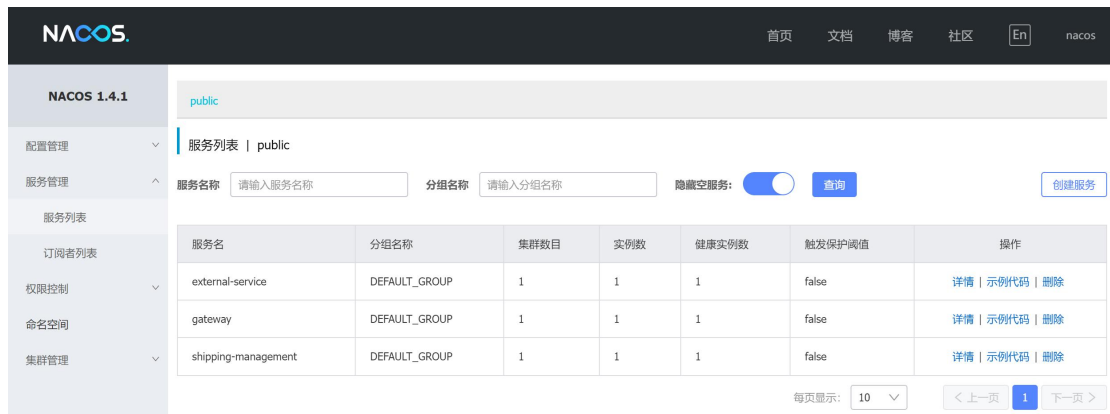 NACOS.
首页 文档 博客 社区 En nacos
NACOS 1.4.1
public
配置管理
服务管理
服务列表
订阅者列表
权限控制
命名空间
集群管理
服务列表 | public
服务名称 请输入服务名称 分组名称 请输入分组名称 隐藏空服务: 查询 创建服务
服务名 分组名称 集群数目 实例数 健康实例数 触发保护阈值 操作
external-service DEFAULT_GROUP 1 1 1 false 详情 | 示例代码 | 删除
gateway DEFAULT_GROUP 1 1 1 false 详情 | 示例代码 | 删除
shipping-management DEFAULT_GROUP 1 1 1 false 详情 | 示例代码 | 删除
每页显示: 10 < 上一页 1 下一页 >